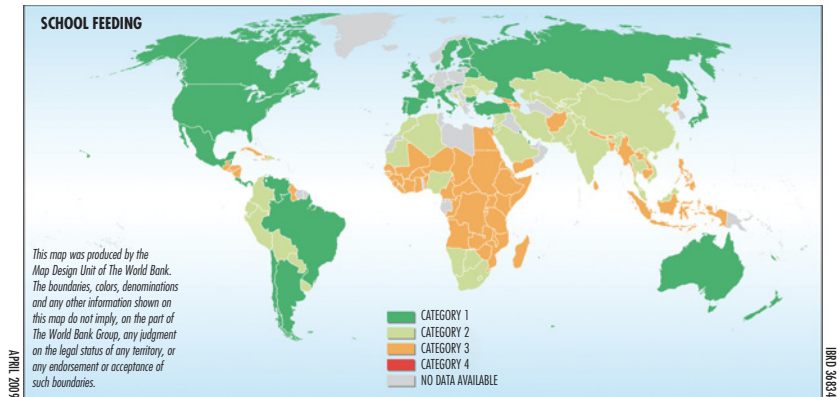 SCHOOL FEEDING
This map was produced by the
Map Design Unit of The World Bank.
The boundaries, colors, denominations
and any other information shown on
this map do not imply, on the part of
The World Bank Group, any judgment
on the legal status of any territory, or
any endorsement or acceptance of
such boundaries.
CATEGORY 1
CATEGORY 2
CATEGORY 3
CATEGORY 4
NO DATA AVAILABLE
APRIL 2009
IBRD 36834